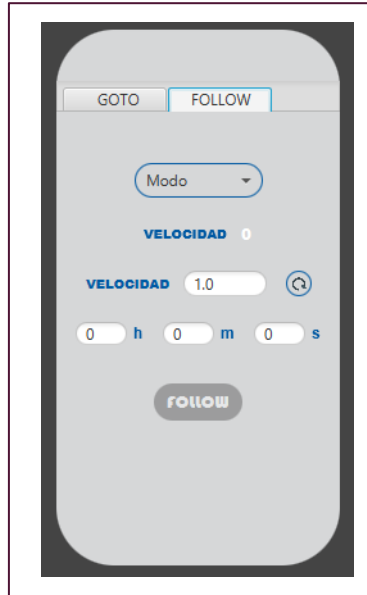 GOTO FOLLOW
Modo
VELOCIDAD 0
VELOCIDAD 1.0
0 h 0 m 0 s
FOLLOW